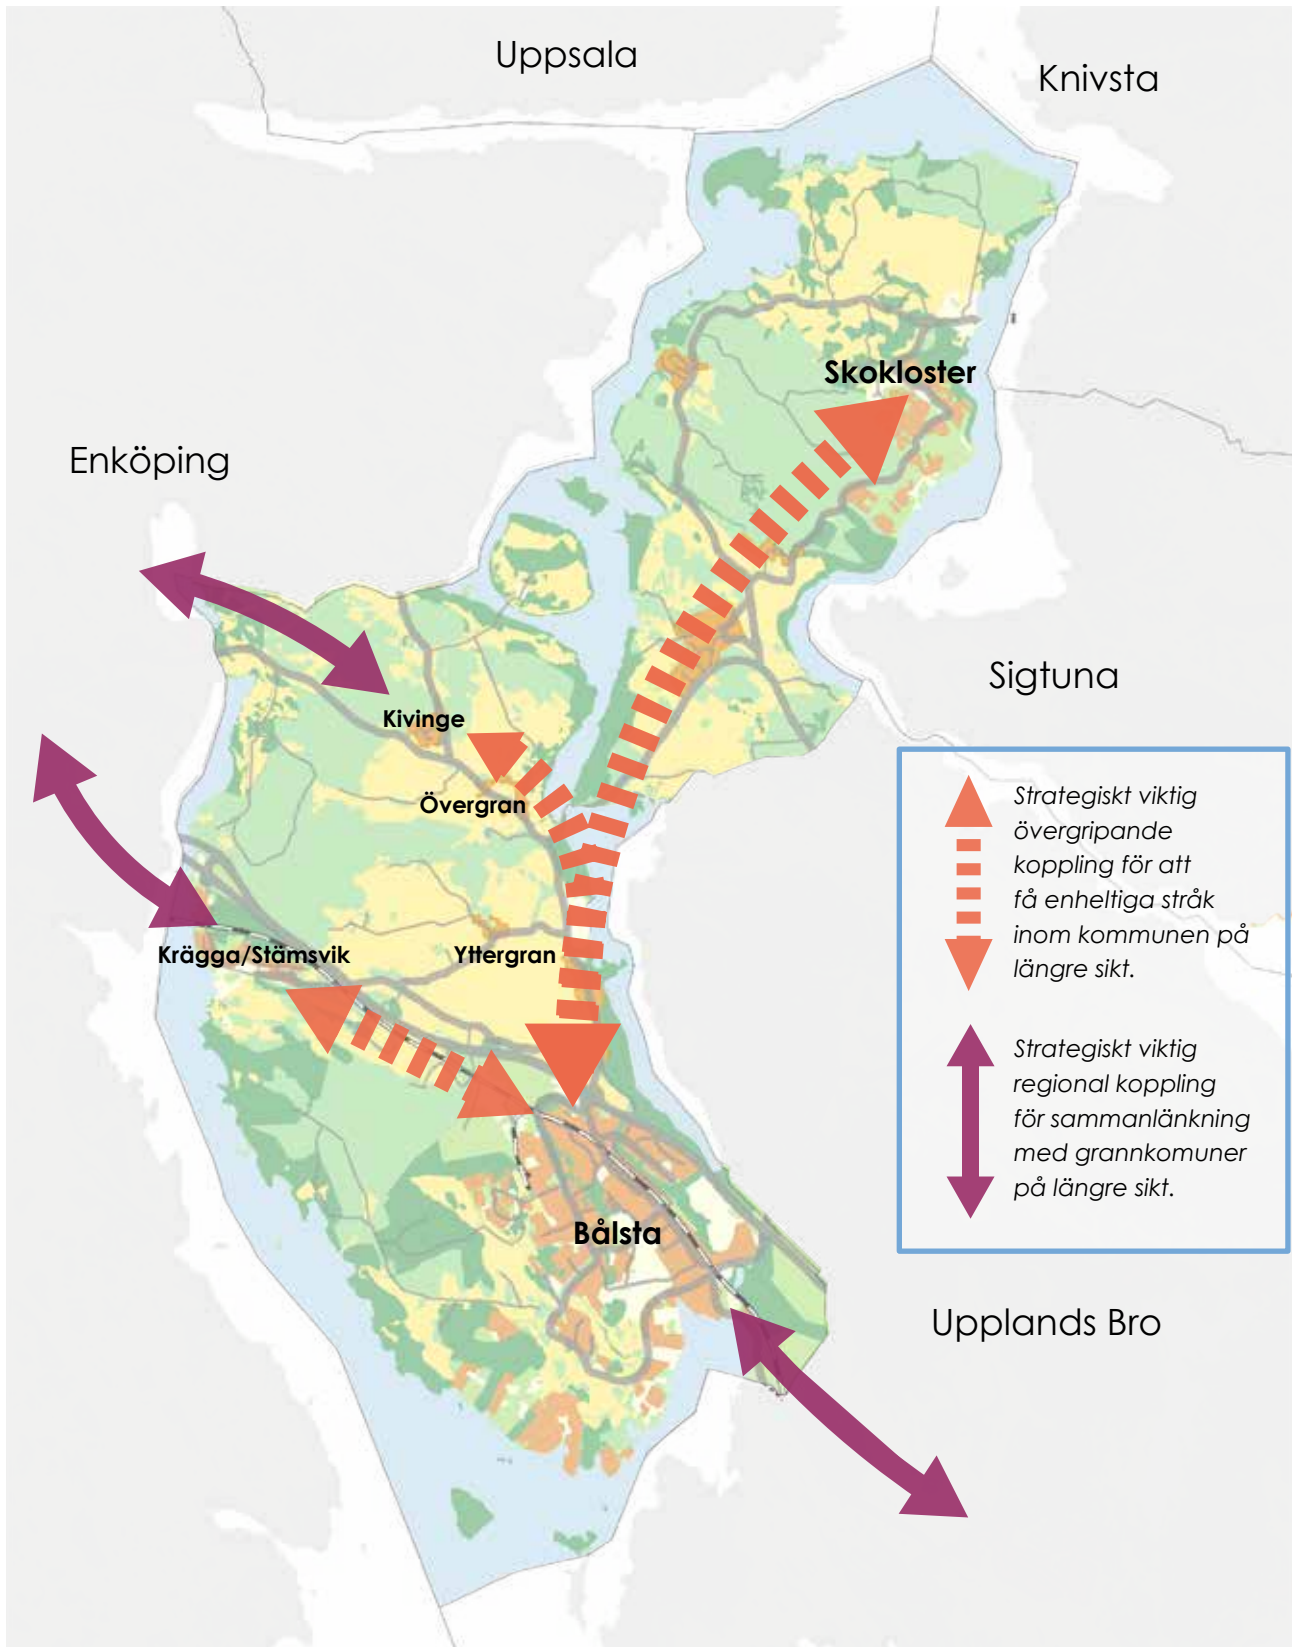 Uppsala
Knivsta
Skokloster
Enköping
Sigtuna
Kivinge
Övergran
Strategiskt viktig
övergripande
koppling för att
få enheltiga stråk
inom kommunen på
längre sikt.
Krägga/Stämsvik
Yttergran
Strategiskt viktig
regional koppling
för sammanlänkning
med grannkomuner
på längre sikt.
Bålsta
Upplands Bro